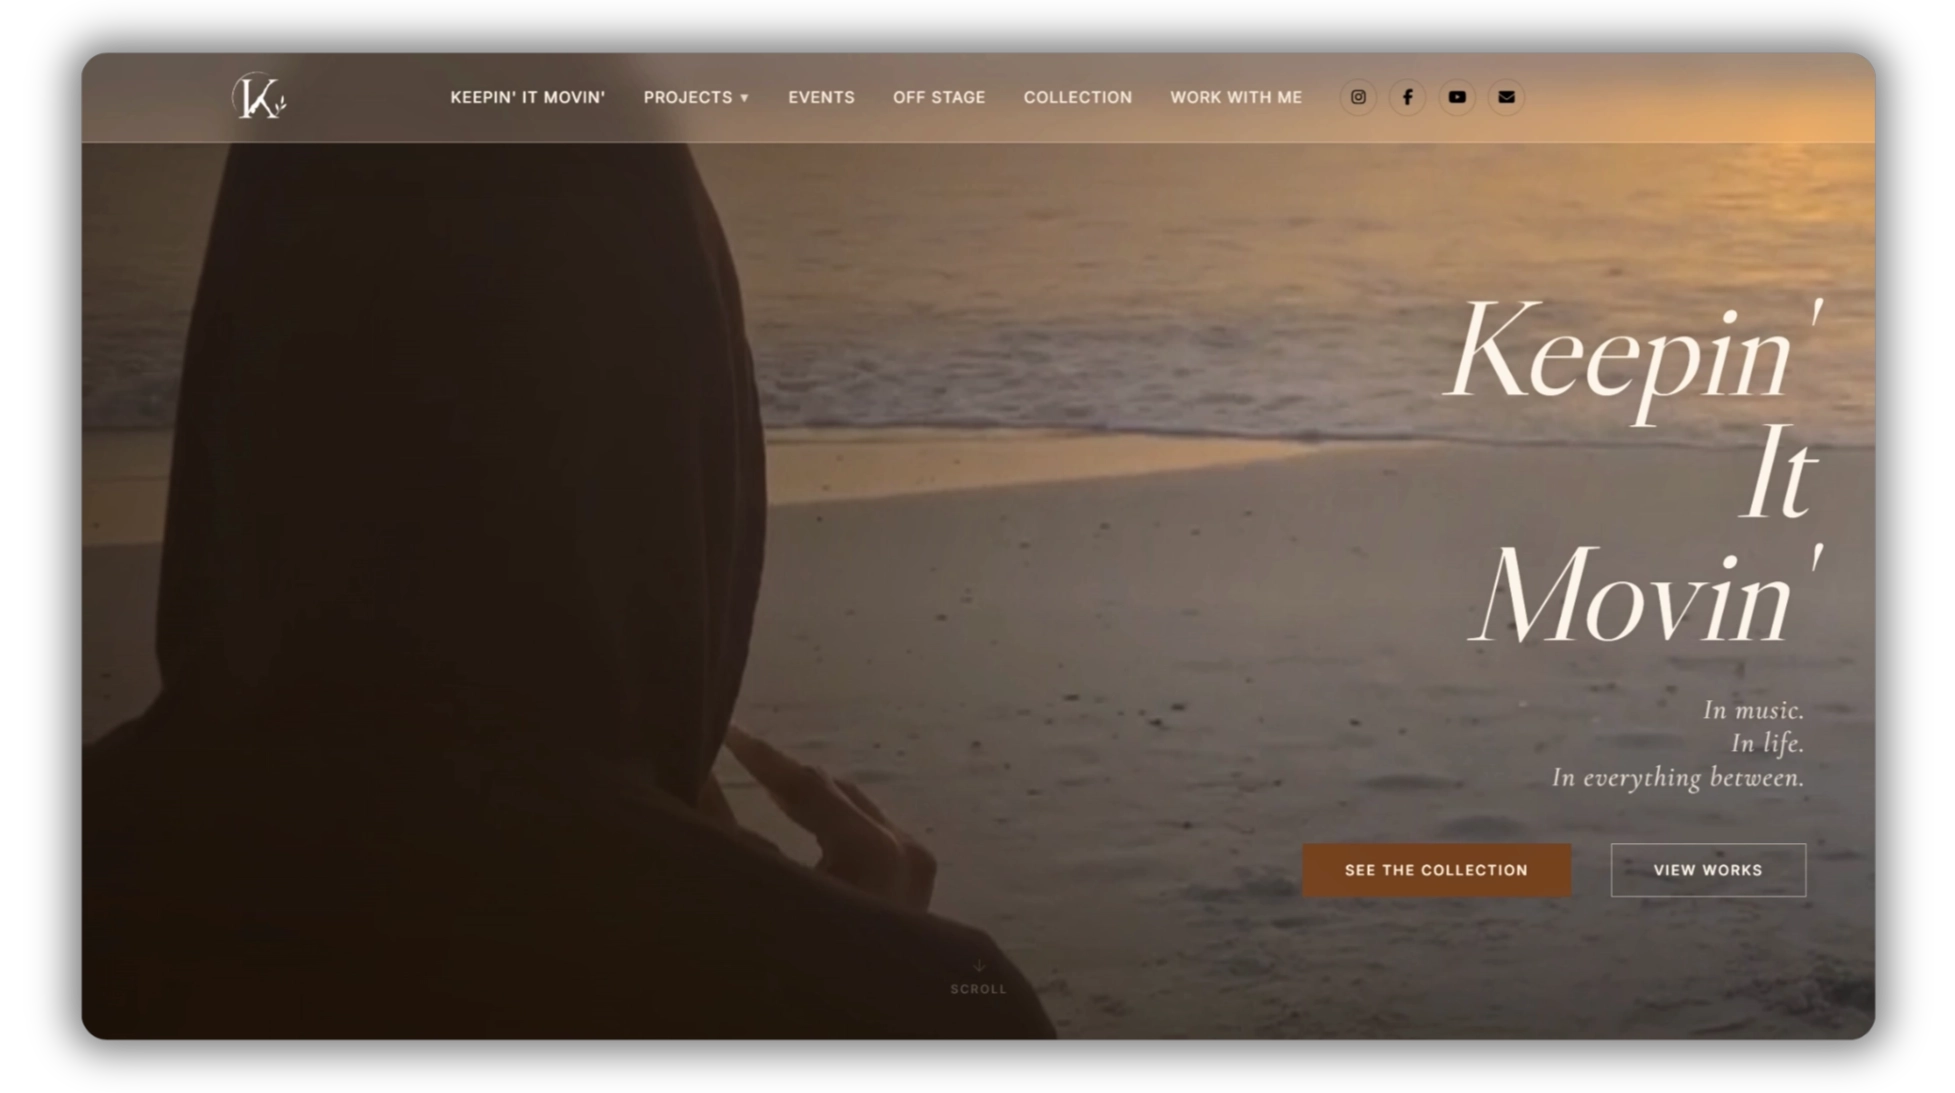 K
KEEPIN' IT MOVIN' PROJECTS ▼ EVENTS OFF STAGE COLLECTION WORK WITH ME
Keepin'
It
Movin'
In music.
In life.
In everything between.
SEE THE COLLECTION VIEW WORKS
SCROLL